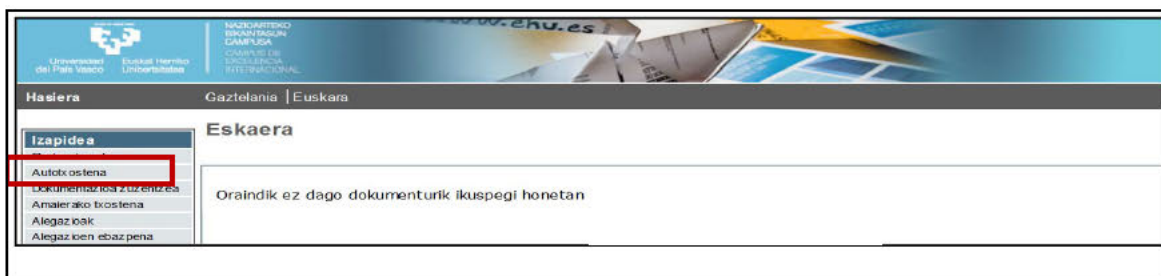 www.ehu.es
NAZIOARTEKO
BIKAINTASUN
CAMPUSA
CAMPUS DE
EXCELENCIA
INTERNACIONAL
Universidad del País Vasco
Euskal Herriko Unibertsitatea
Hasiera
Gaztelania | Euskara
Eskaera
Izapidea
Autotxostena
Dokumentazioa zuzentzea
Amaierako txostena
Alegazioak
Alegazioen ebazpena
Oraindik ez dago dokumenturik ikuspegi honetan